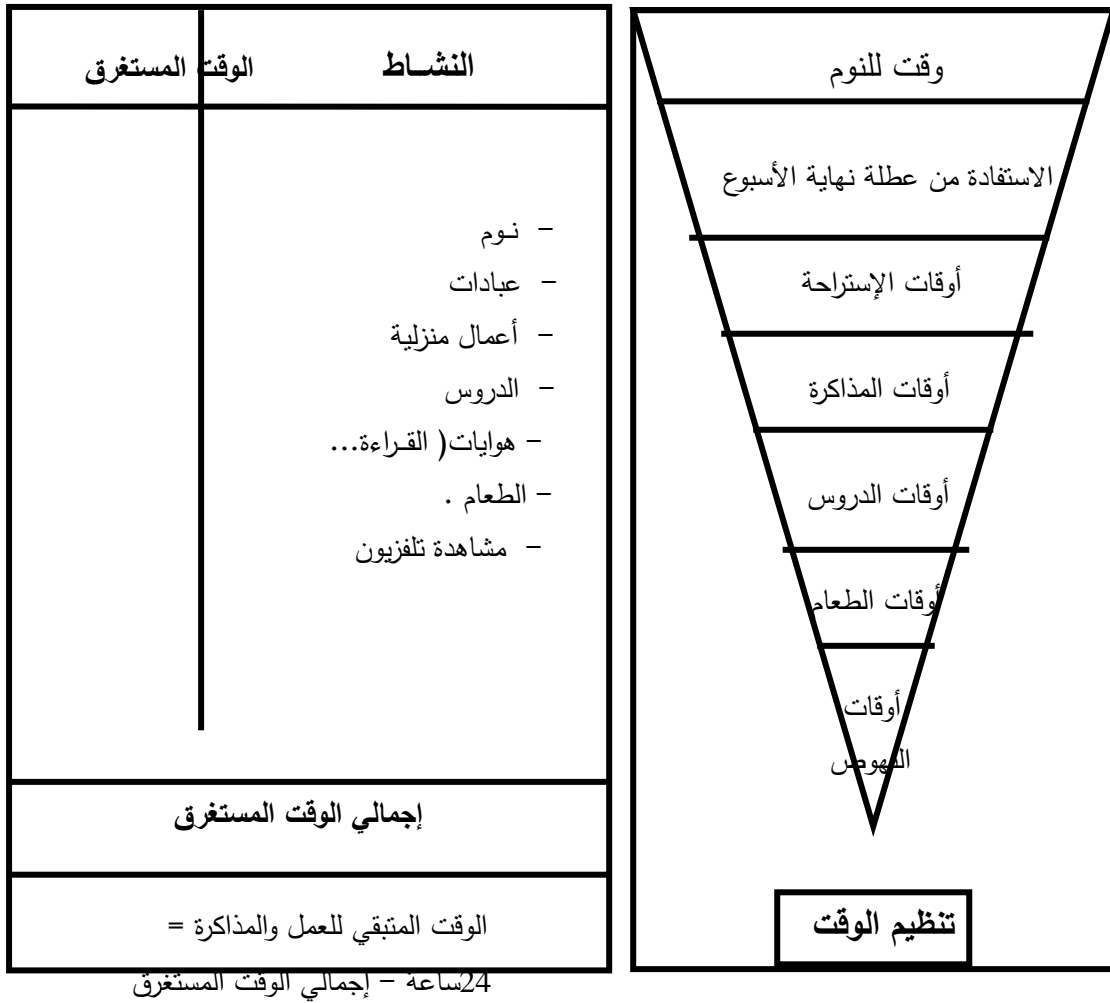 وقت للنوم
الاستفادة من عطلة نهاية الأسبوع
أوقات الإستراحة
أوقات المذاكرة
أوقات الدروس
أوقات الطعام
أوقات
النهوض
تنظيم الوقت
النشــاط الوقت المستغرق
- نـوم
- عبادات
- أعمال منزلية
- الدروس
- هوايات( القـراءة...
- الطعام .
- مشاهدة تلفزيون
إجمالي الوقت المستغرق
الوقت المتبقي للعمل والمذاكرة =
24ساعة – إجمالي الوقت المستغرق